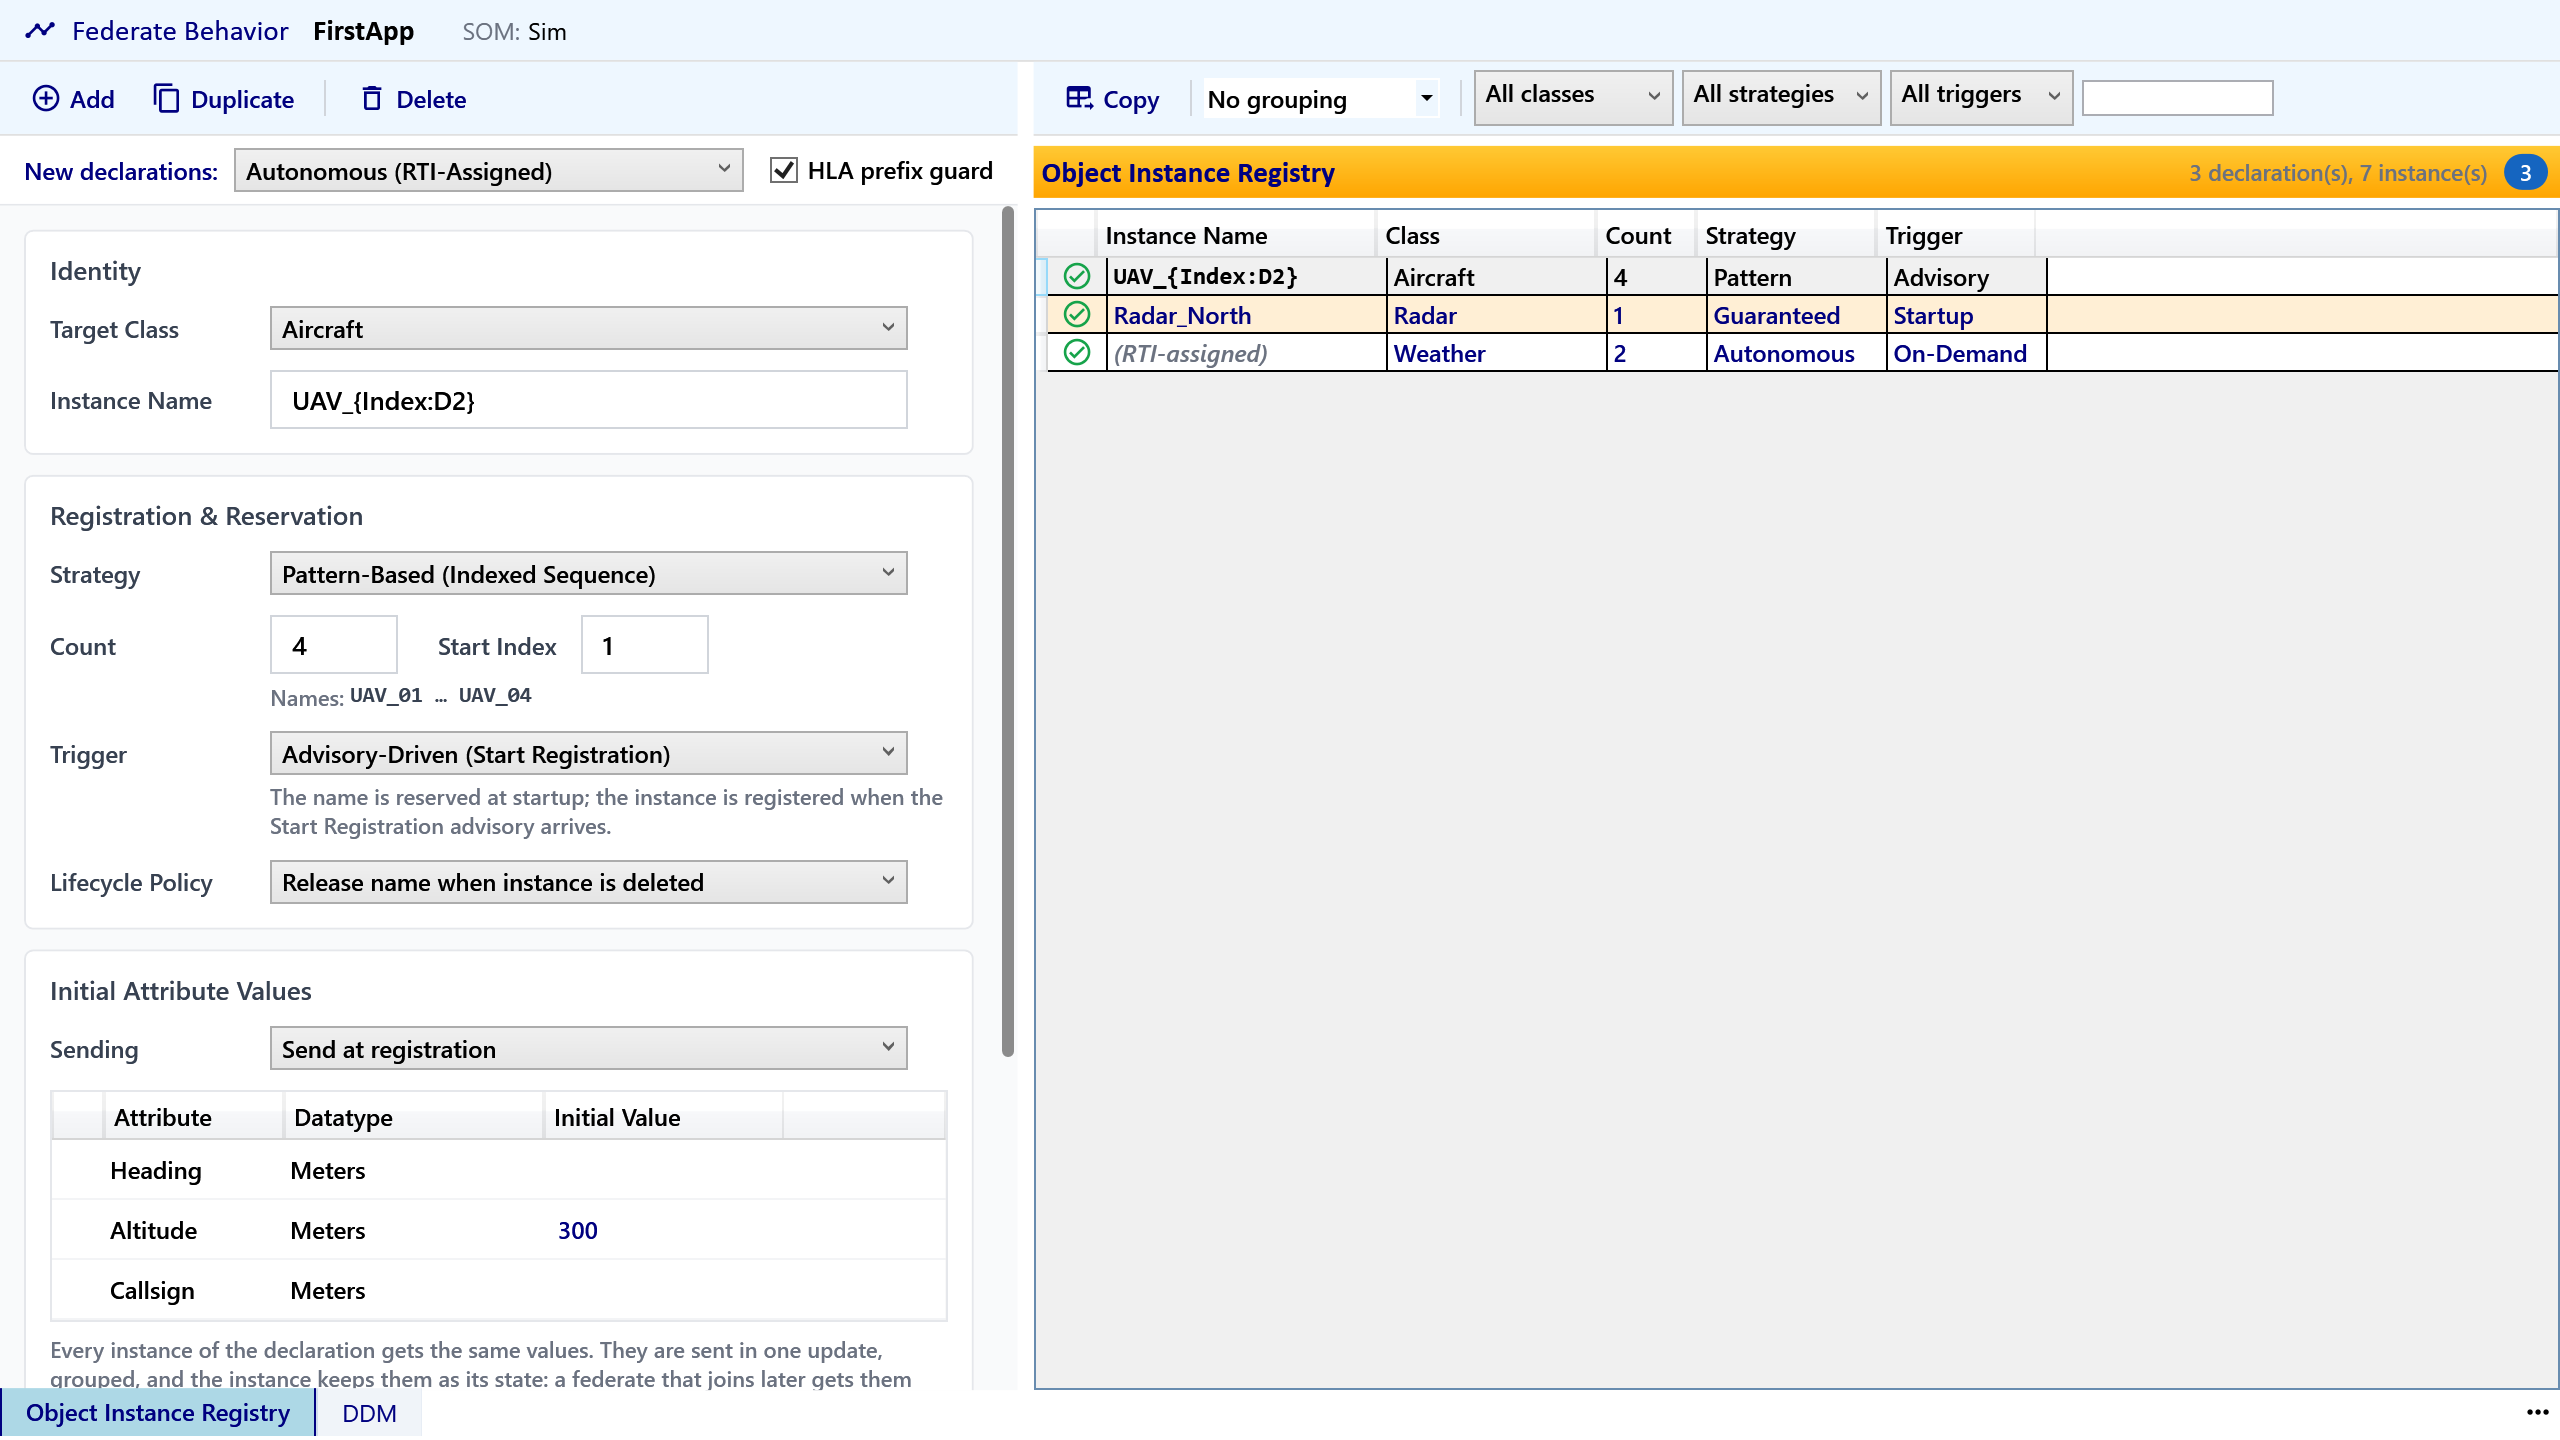 Federate Behavior FirstApp SOM: Sim
Add Duplicate Delete
Copy No grouping All classes All strategies All triggers
New declarations: Autonomous (RTI-Assigned) HLA prefix guard
Object Instance Registry 3 declaration(s), 7 instance(s) 3
Identity
Target Class Aircraft
Instance Name UAV_{Index:D2}
Registration & Reservation
Strategy Pattern-Based (Indexed Sequence)
Count 4 Start Index 1
Names: UAV_01 … UAV_04
Trigger Advisory-Driven (Start Registration)
The name is reserved at startup; the instance is registered when the
Start Registration advisory arrives.
Lifecycle Policy Release name when instance is deleted
Initial Attribute Values
Sending Send at registration
Attribute Datatype Initial Value
Heading Meters
Altitude Meters 300
Callsign Meters
Every instance of the declaration gets the same values. They are sent in one update,
grouped, and the instance keeps them as its state: a federate that joins later gets them
Instance Name Class Count Strategy Trigger
UAV_{Index:D2} Aircraft 4 Pattern Advisory
Radar_North Radar 1 Guaranteed Startup
(RTI-assigned) Weather 2 Autonomous On-Demand
Object Instance Registry DDM